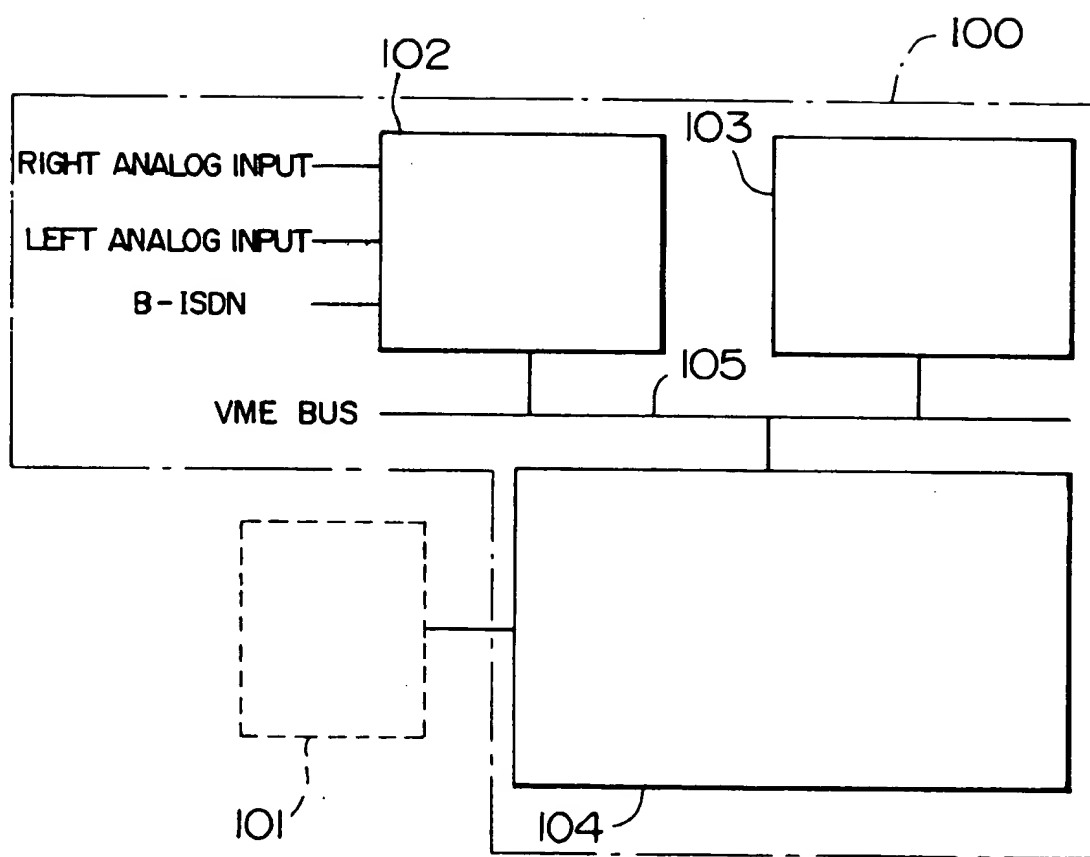 100
102
103
RIGHT ANALOG INPUT
LEFT ANALOG INPUT
B-ISDN
105
VME BUS
101
104